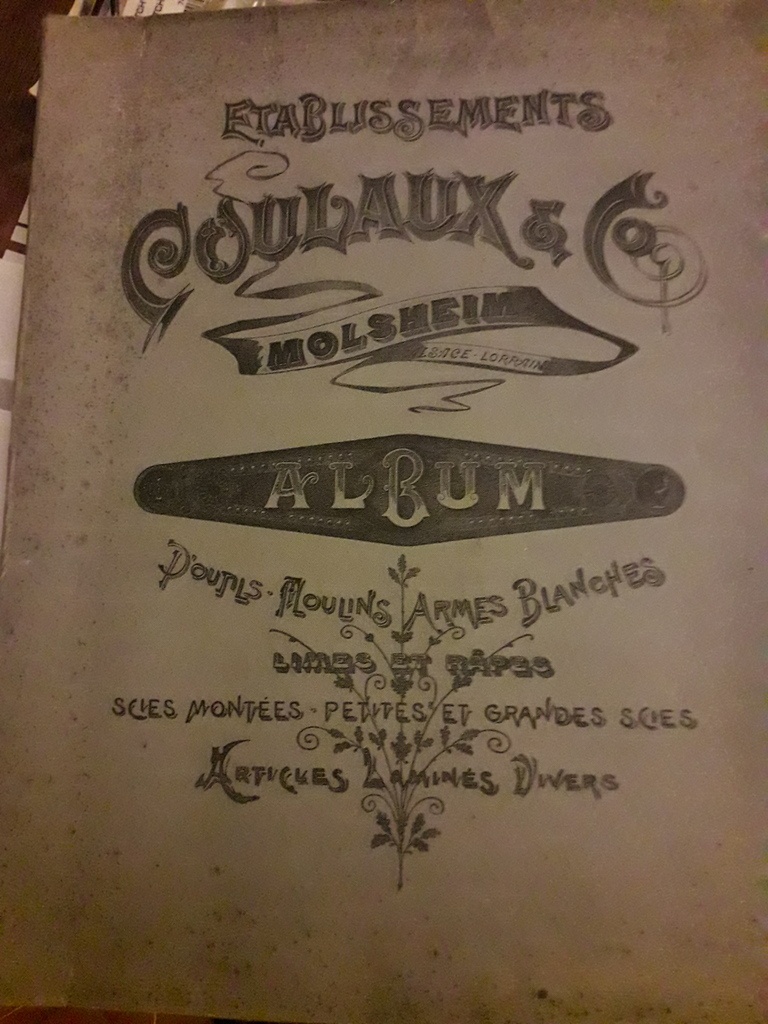 ETABLISSEMENTS
COULAUX & Co
MOLSHEIM
ALSACE-LORRAINE
ALBUM
D'OUTILS-MOULINS ARMES BLANCHES
LIMES ET RÂPES
SCIES MONTÉES-PETITES ET GRANDES SCIES
ARTICLES LAMINÉS DIVERS